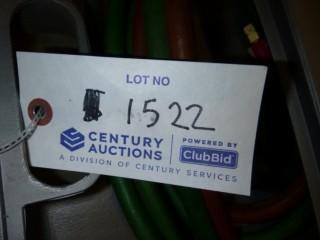 LOT NO
1522
CENTURY AUCTIONS
POWERED BY
ClubBid
A DIVISION OF CENTURY SERVICES